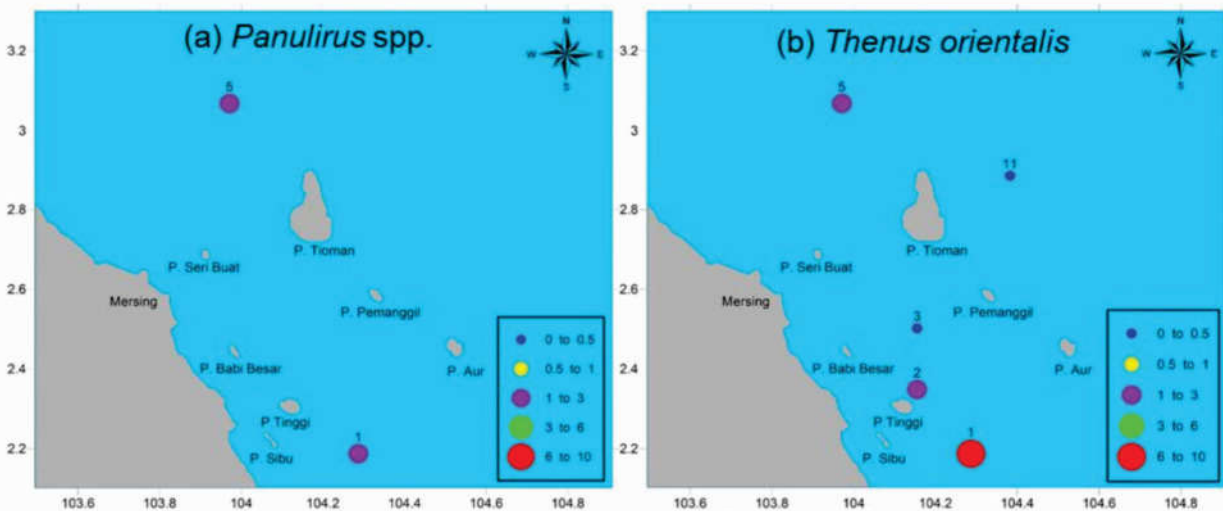 (a) Panulirus spp.
N
W E
S
3.2
5
3
2.8
P. Tioman
P. Seri Buat
Mersing
2.6
P. Pemanggil
0 to 0.5
P. Babi Besar
2.4
P. Aur
0.5 to 1
1 to 3
P Tinggi
3 to 6
1
2.2
P. Sibu
6 to 10
103.6 103.8 104 104.2 104.4 104.6 104.8
(b) Thenus orientalis
N
W E
S
3.2
5
3
11
2.8
P. Tioman
P. Seri Buat
Mersing
2.6
P. Pemanggil
3
0 to 0.5
P. Babi Besar
2.4
P. Aur
2
0.5 to 1
1 to 3
P Tinggi
3 to 6
1
2.2
P. Sibu
6 to 10
103.6 103.8 104 104.2 104.4 104.6 104.8